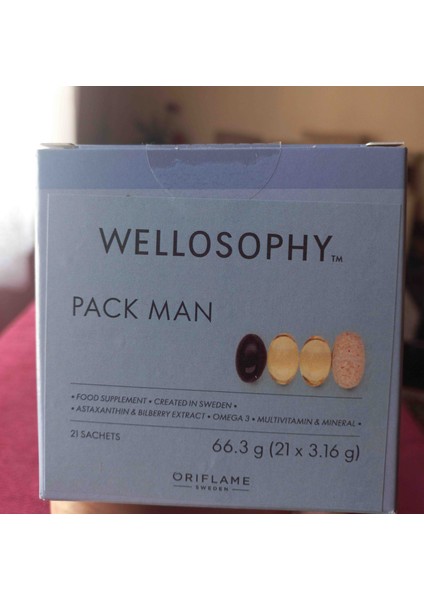 WELLOSOPHY™
PACK MAN
• FOOD SUPPLEMENT • CREATED IN SWEDEN •
• ASTAXANTHIN & BILBERRY EXTRACT • OMEGA 3 • MULTIVITAMIN & MINERAL •
21 SACHETS
66.3 g (21 x 3.16 g)
ORIFLAME
SWEDEN